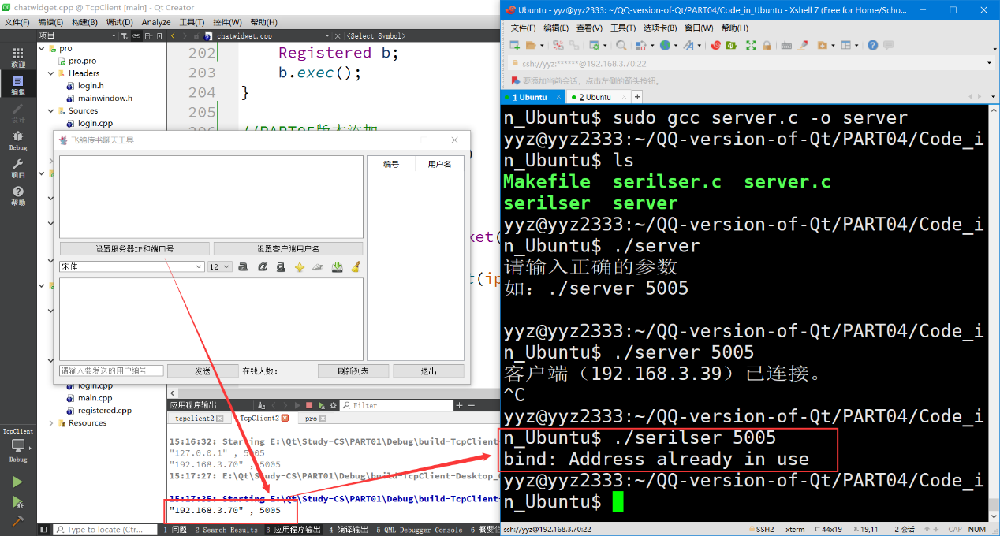 chatwidget.cpp @ TcpClient [main] - Qt Creator
文件(F) 编辑(E) 构建(B) 调试(D) Analyze 工具(T) 控件(W) 帮助(H)
项目
chatwidget.cpp
<Select Symbol>
欢迎
编辑
设计
Debug
项目
帮助
pro
pro.pro
Headers
login.h
mainwindow.h
Sources
login.cpp
202 Registered b;
203 b.exec();
204 }
205
//PART05版本添加
飞鸽传书聊天工具
编号 用户名
设置服务器IP和端口号 设置客户端用户名
宋体 12
请输入要发送的用户编号 发送 在线人数: 刷新列表 退出
ket(
t(ip
login.cpp
main.cpp
registered.cpp
Resources
TcpClient
Debug
应用程序输出 Filter
tcpclient2 TcpClient2 pro
15:16:32: Starting E:\Qt\Study-CS\PART01\Debug\build-TcpClient-
"127.0.0.1" , 5005
"192.168.3.70" , 5005
15:17:27: E:\Qt\Study-CS\PART01\Debug\build-TcpClient-Desktop_
15:17:35: Starting E:\Qt\Study-CS\PART01\Debug\build-TcpClient-
"192.168.3.70" , 5005
Type to locate (Ctr... 1 问题 2 Search Results 3 应用程序输出 4 编译输出 5 QML Debugger Console 6 概要信
Ubuntu - yyz@yyz2333: ~/QQ-version-of-Qt/PART04/Code_in_Ubuntu - Xshell 7 (Free for Home/Scho...
文件(F) 编辑(E) 查看(V) 工具(T) 选项卡(B) 窗口(W) 帮助(H)
ssh://yyz:******@192.168.3.70:22
要添加当前会话，点击左侧的箭头按钮。
1 Ubuntu 2 Ubuntu
n_Ubuntu$ sudo gcc server.c -o server
yyz@yyz2333:~/QQ-version-of-Qt/PART04/Code_i
n_Ubuntu$ ls
Makefile serilser.c server.c
serilser server
yyz@yyz2333:~/QQ-version-of-Qt/PART04/Code_i
n_Ubuntu$ ./server
请输入正确的参数
如：./server 5005
yyz@yyz2333:~/QQ-version-of-Qt/PART04/Code_i
n_Ubuntu$ ./server 5005
客户端（192.168.3.39）已连接。
^C
yyz@yyz2333:~/QQ-version-of-Qt/PART04/Code_i
n_Ubuntu$ ./serilser 5005
bind: Address already in use
yyz@yyz2333:~/QQ-version-of-Qt/PART04/Code_i
n_Ubuntu$
ssh://yyz@192.168.3.70:22 SSH2 xterm 44x19 19,11 2 会话 CAP NUM